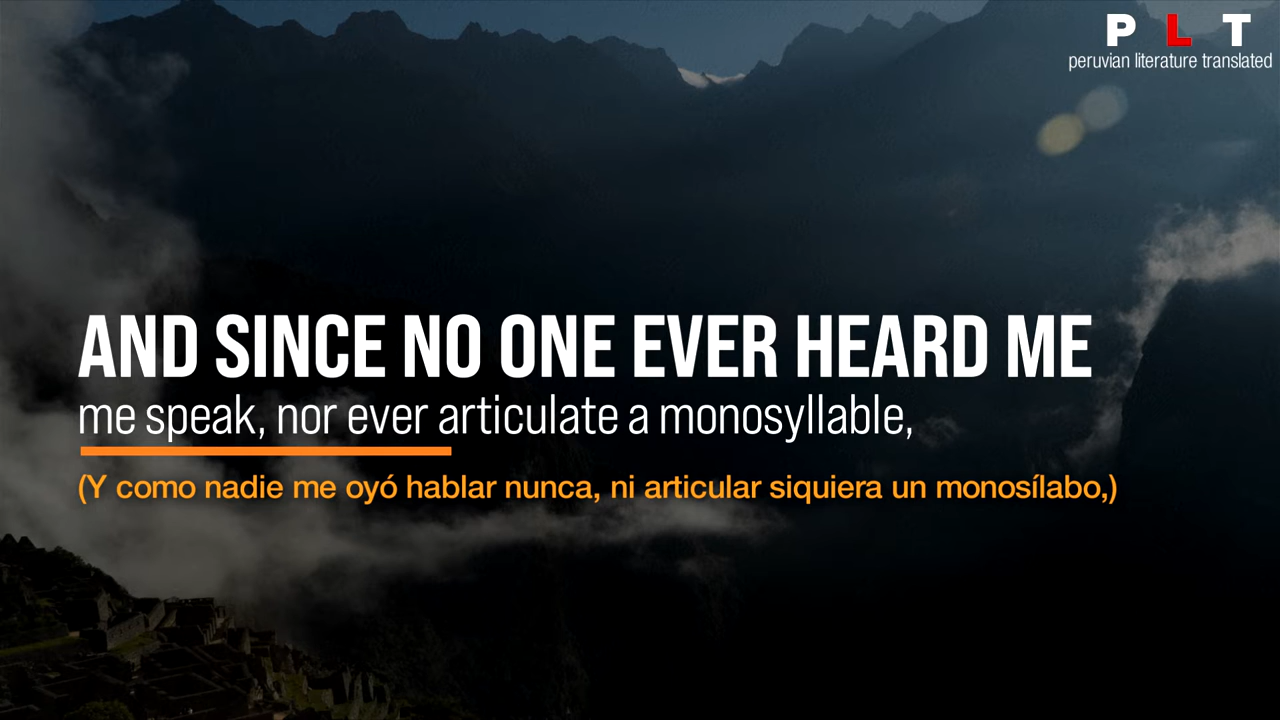 P L T
peruvian literature translated
AND SINCE NO ONE EVER HEARD ME
me speak, nor ever articulate a monosyllable,
(Y como nadie me oyó hablar nunca, ni articular siquiera un monosílabo,)